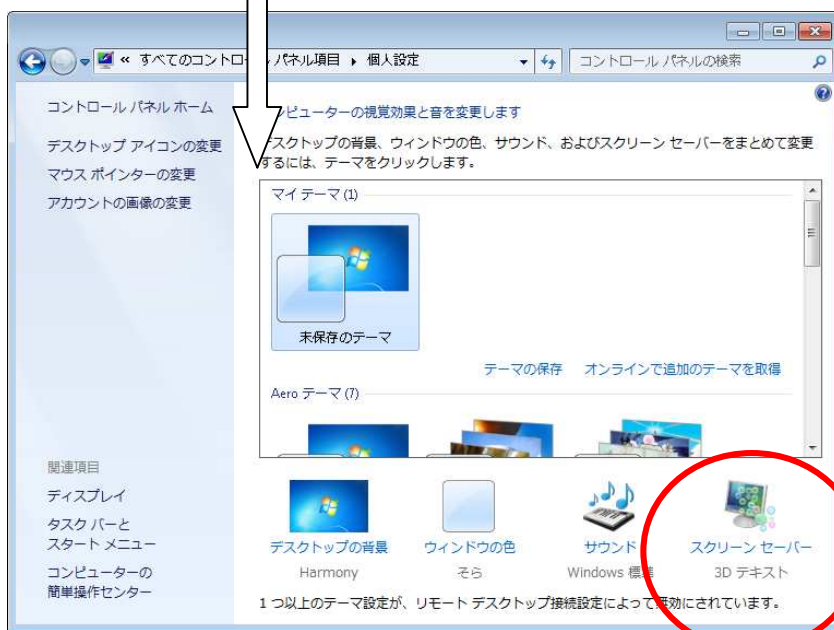 « すべてのコントロ
パネル項目 ▸ 個人設定
コントロール パネルの検索
コントロール パネル ホーム
デスクトップ アイコンの変更
マウス ポインターの変更
アカウントの画像の変更
関連項目
ディスプレイ
タスク バーと
スタート メニュー
コンピューターの
簡単操作センター
ンピューターの視覚効果と音を変更します
デスクトップの背景、ウィンドウの色、サウンド、およびスクリーン セーバーをまとめて変更
するには、テーマをクリックします。
マイ テーマ (1)
未保存のテーマ
テーマの保存 オンラインで追加のテーマを取得
Aero テーマ (7)
デスクトップの背景
Harmony
ウィンドウの色
そら
サウンド
Windows 標準
スクリーン セーバー
3D テキスト
1 つ以上のテーマ設定が、リモート デスクトップ接続設定によって無効にされています。